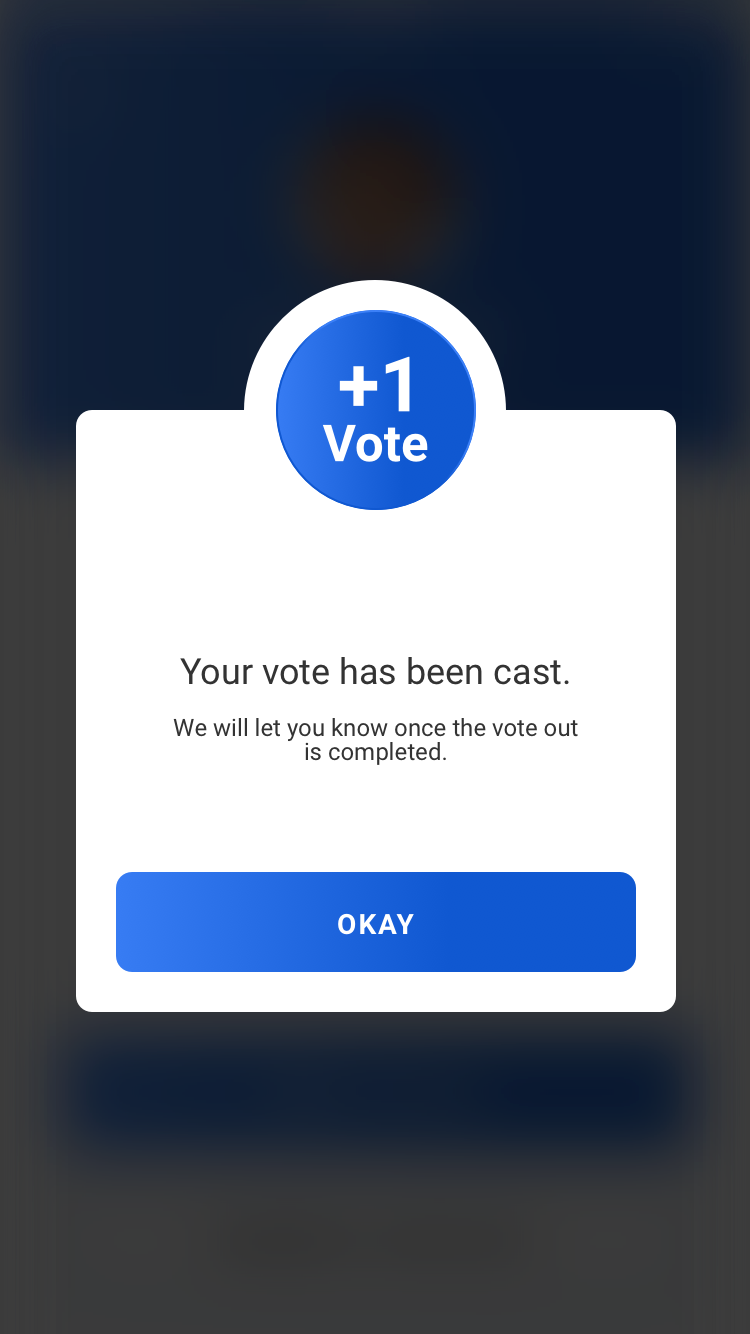 +1
Vote
Your vote has been cast.
We will let you know once the vote out
is completed.
OKAY